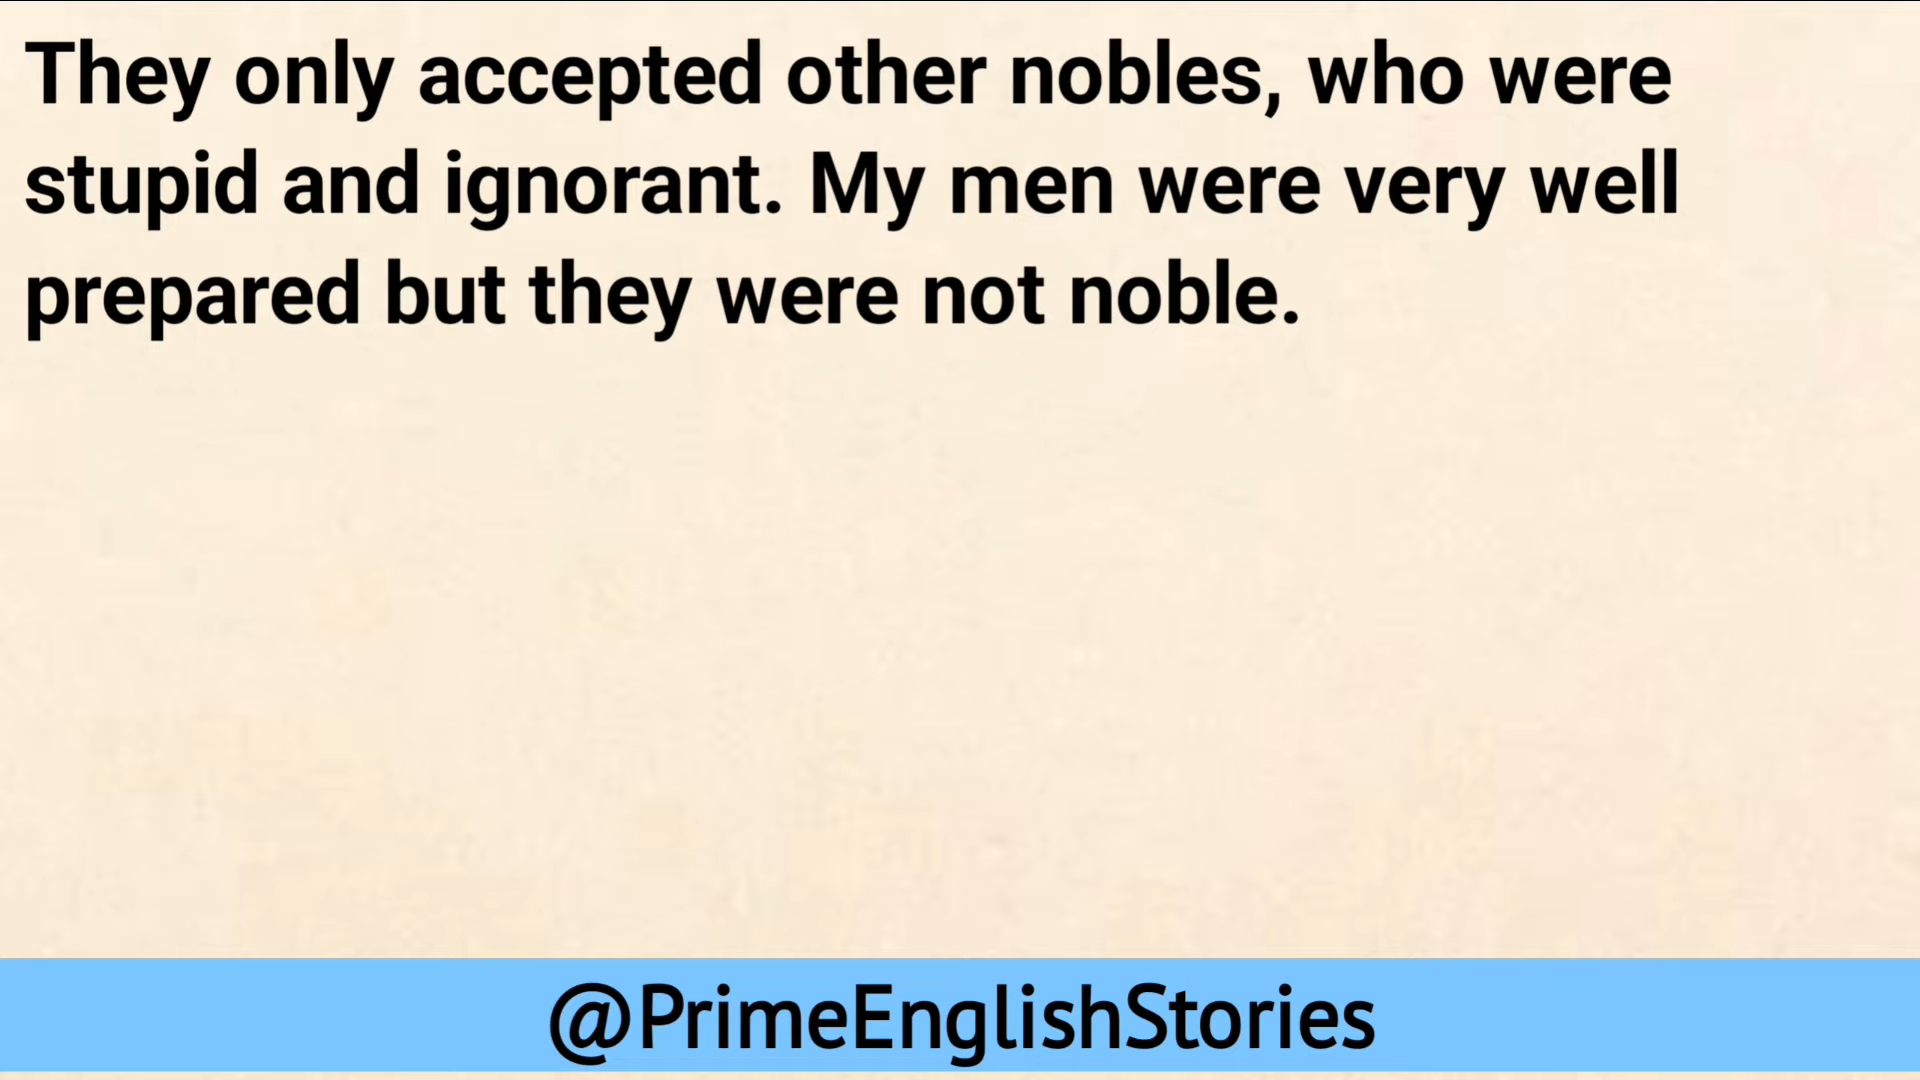 They only accepted other nobles, who were
stupid and ignorant. My men were very well
prepared but they were not noble.
@PrimeEnglishStories